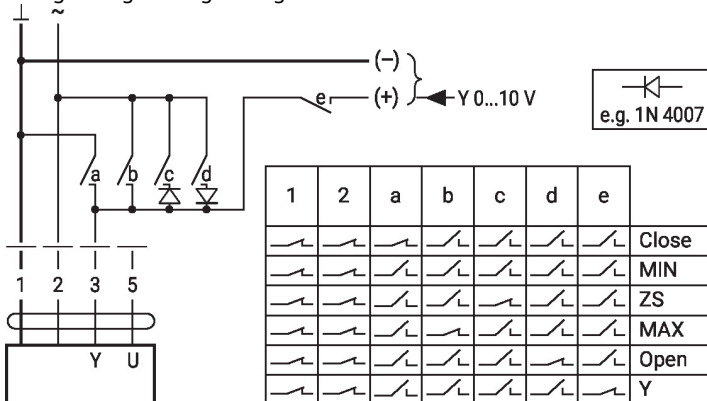 ~
(–)
e (+) Y 0...10 V
e.g. 1N 4007
a b c d
1 2 a b c d e
Close
MIN
1 2 3 5
ZS
MAX
Y U
Open
Y